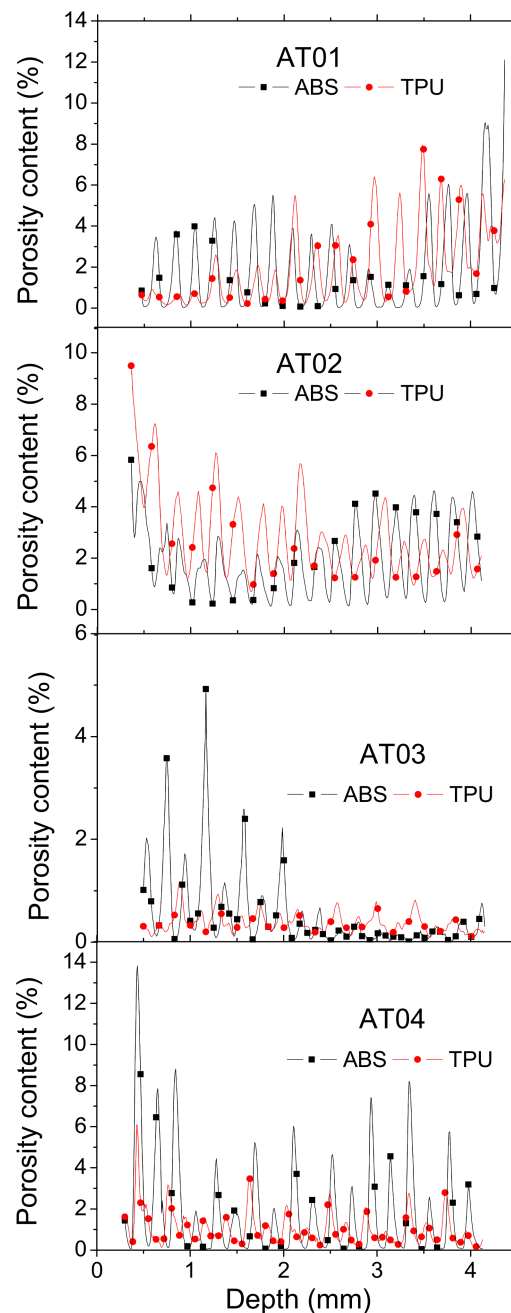 14
12
10
8
6
4
2
0
Porosity content (%)
AT01
ABS TPU
10
8
6
4
2
0
Porosity content (%)
AT02
ABS TPU
6
4
2
0
Porosity content (%)
AT03
ABS TPU
14
12
10
8
6
4
2
0
Porosity content (%)
AT04
ABS TPU
0 1 2 3 4
Depth (mm)